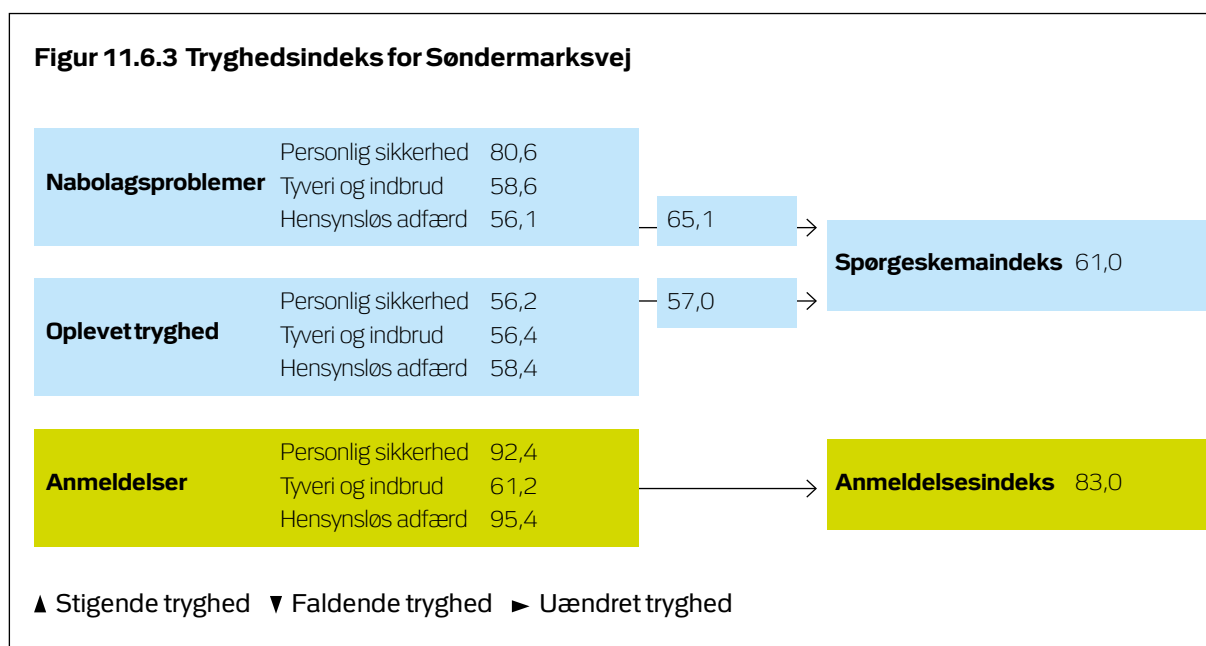 Figur 11.6.3 Tryghedsindeks for Søndermarksvej
Nabolagsproblemer
Personlig sikkerhed 80,6
Tyveri og indbrud 58,6
Hensynsløs adfærd 56,1
65,1
Oplevet tryghed
Personlig sikkerhed 56,2
Tyveri og indbrud 56,4
Hensynsløs adfærd 58,4
57,0
Spørgeskemaindeks 61,0
Anmeldelser
Personlig sikkerhed 92,4
Tyveri og indbrud 61,2
Hensynsløs adfærd 95,4
Anmeldelsesindeks 83,0
▲ Stigende tryghed ▼ Faldende tryghed ► Uændret tryghed